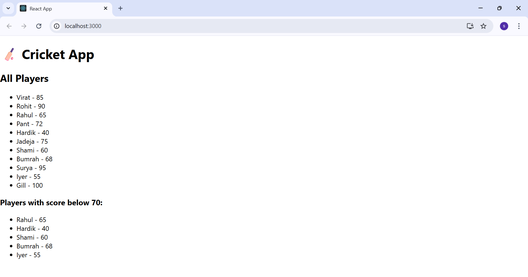 React App
localhost:3000
s
Cricket App
All Players
Virat - 85
Rohit - 90
Rahul - 65
Pant - 72
Hardik - 40
Jadeja - 75
Shami - 60
Bumrah - 68
Surya - 95
Iyer - 55
Gill - 100
Players with score below 70:
Rahul - 65
Hardik - 40
Shami - 60
Bumrah - 68
Iyer - 55